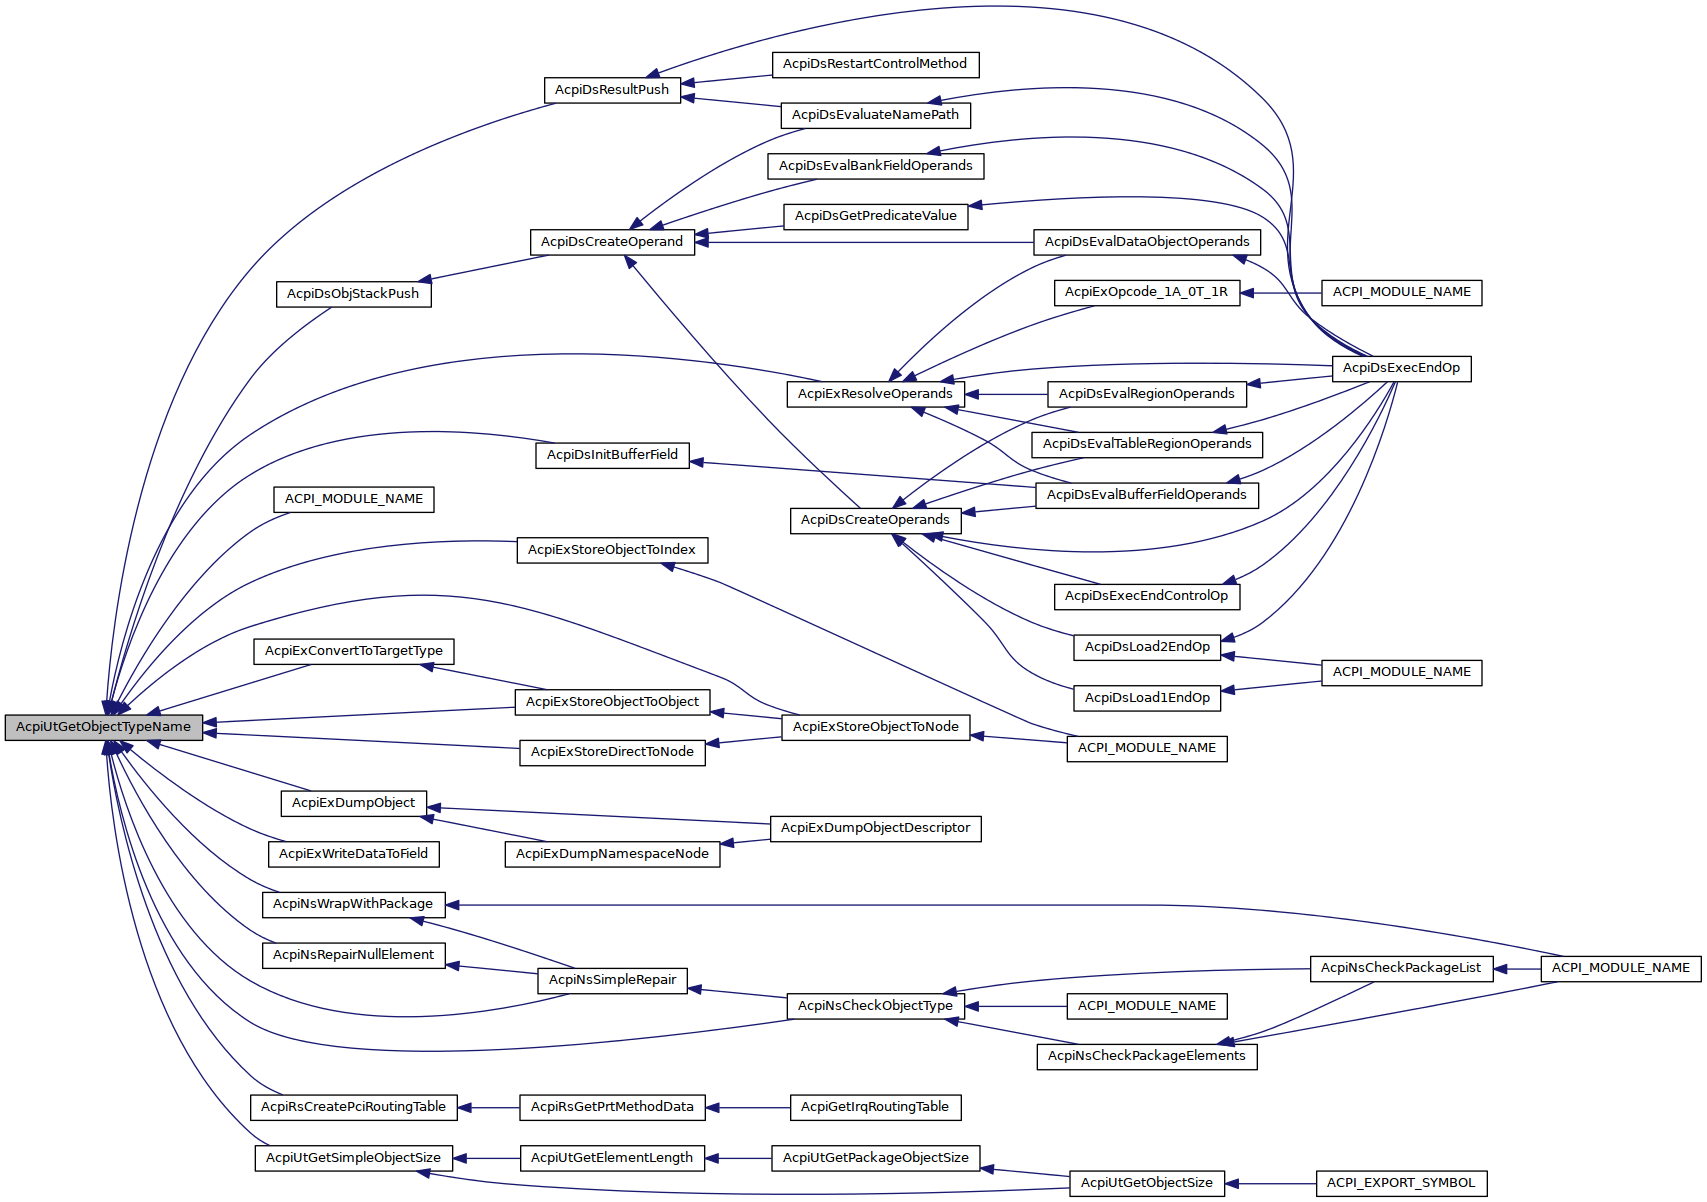 AcpiDsRestartControlMethod
AcpiDsResultPush
AcpiDsEvaluateNamePath
AcpiDsEvalBankFieldOperands
AcpiDsGetPredicateValue
AcpiDsCreateOperand
AcpiDsEvalDataObjectOperands
AcpiDsObjStackPush
AcpiExOpcode_1A_0T_1R
ACPI_MODULE_NAME
AcpiDsExecEndOp
AcpiExResolveOperands
AcpiDsEvalRegionOperands
AcpiDsEvalTableRegionOperands
AcpiDsInitBufferField
AcpiDsEvalBufferFieldOperands
ACPI_MODULE_NAME
AcpiDsCreateOperands
AcpiExStoreObjectToIndex
AcpiDsExecEndControlOp
AcpiExConvertToTargetType
AcpiDsLoad2EndOp
ACPI_MODULE_NAME
AcpiExStoreObjectToObject
AcpiDsLoad1EndOp
AcpiUtGetObjectTypeName
AcpiExStoreObjectToNode
AcpiExStoreDirectToNode
ACPI_MODULE_NAME
AcpiExDumpObject
AcpiExDumpObjectDescriptor
AcpiExWriteDataToField
AcpiExDumpNamespaceNode
AcpiNsWrapWithPackage
AcpiNsRepairNullElement
AcpiNsSimpleRepair
AcpiNsCheckPackageList
ACPI_MODULE_NAME
AcpiNsCheckObjectType
ACPI_MODULE_NAME
AcpiNsCheckPackageElements
AcpiRsCreatePciRoutingTable
AcpiRsGetPrtMethodData
AcpiGetIrqRoutingTable
AcpiUtGetSimpleObjectSize
AcpiUtGetElementLength
AcpiUtGetPackageObjectSize
AcpiUtGetObjectSize
ACPI_EXPORT_SYMBOL